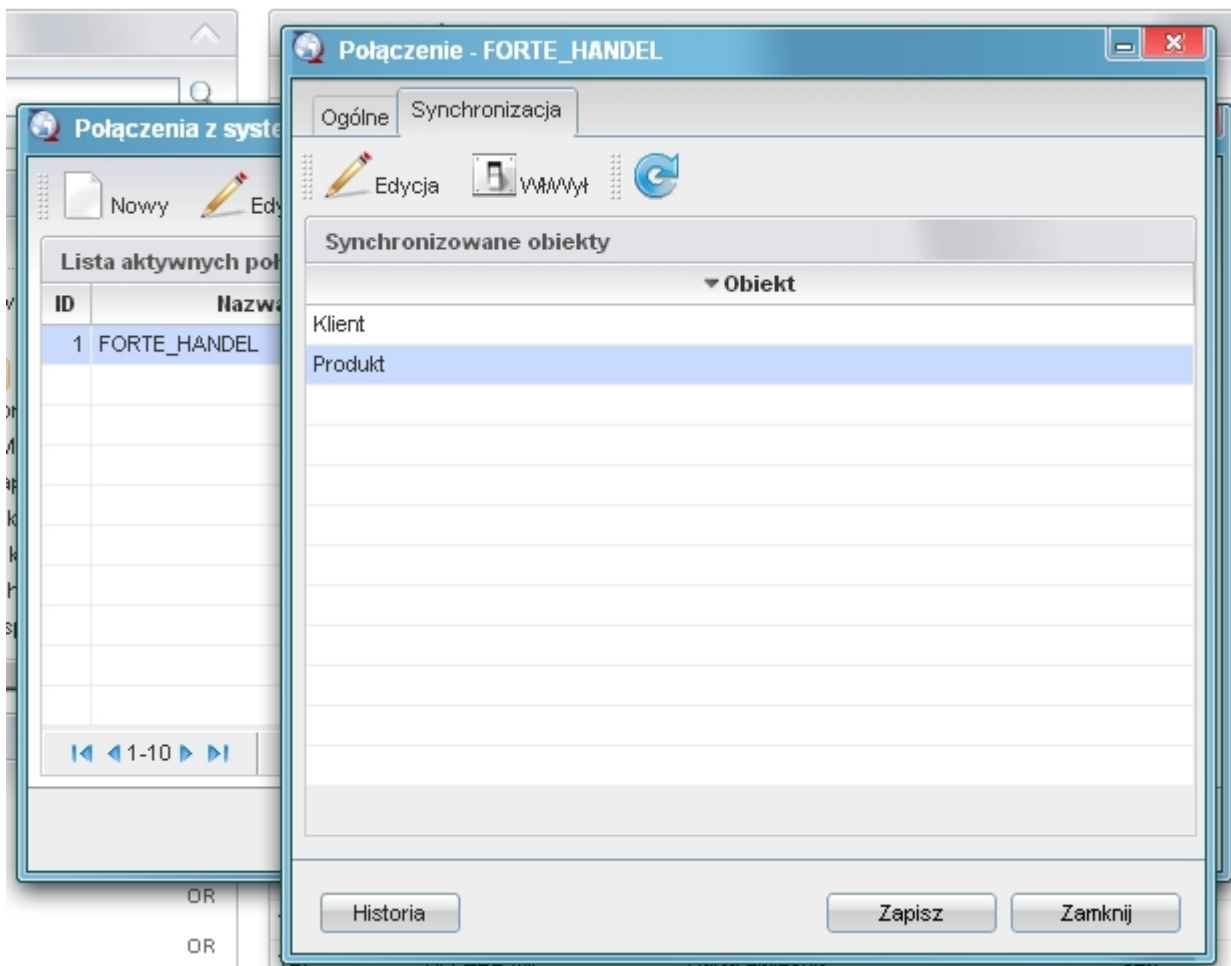 Połączenie - FORTE_HANDEL
Ogólne Synchronizacja
Edycja Wł/Wył
Synchronizowane obiekty
Obiekt
Klient
Produkt
Historia Zapisz Zamknij
Połączenia z syste
Nowy Edy
Lista aktywnych poł
ID Nazwa
1 FORTE_HANDEL
1-10
OR
OR